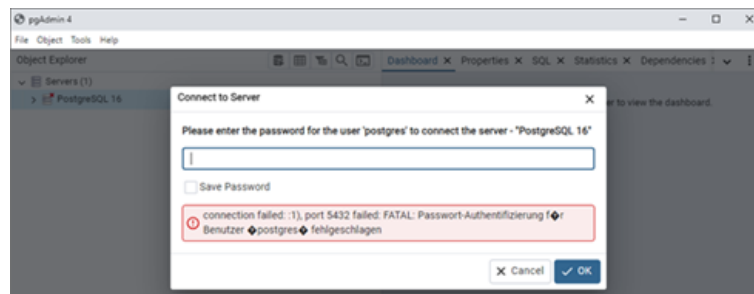 pgAdmin 4
File Object Tools Help
Object Explorer
Dashboard Properties SQL Statistics Dependencies
Servers (1)
PostgreSQL 16
er to view the dashboard.
Connect to Server
Please enter the password for the user 'postgres' to connect the server - "PostgreSQL 16"
Save Password
connection failed: :1), port 5432 failed: FATAL: Passwort-Authentifizierung f�r
Benutzer �postgres� fehlgeschlagen
Cancel
OK